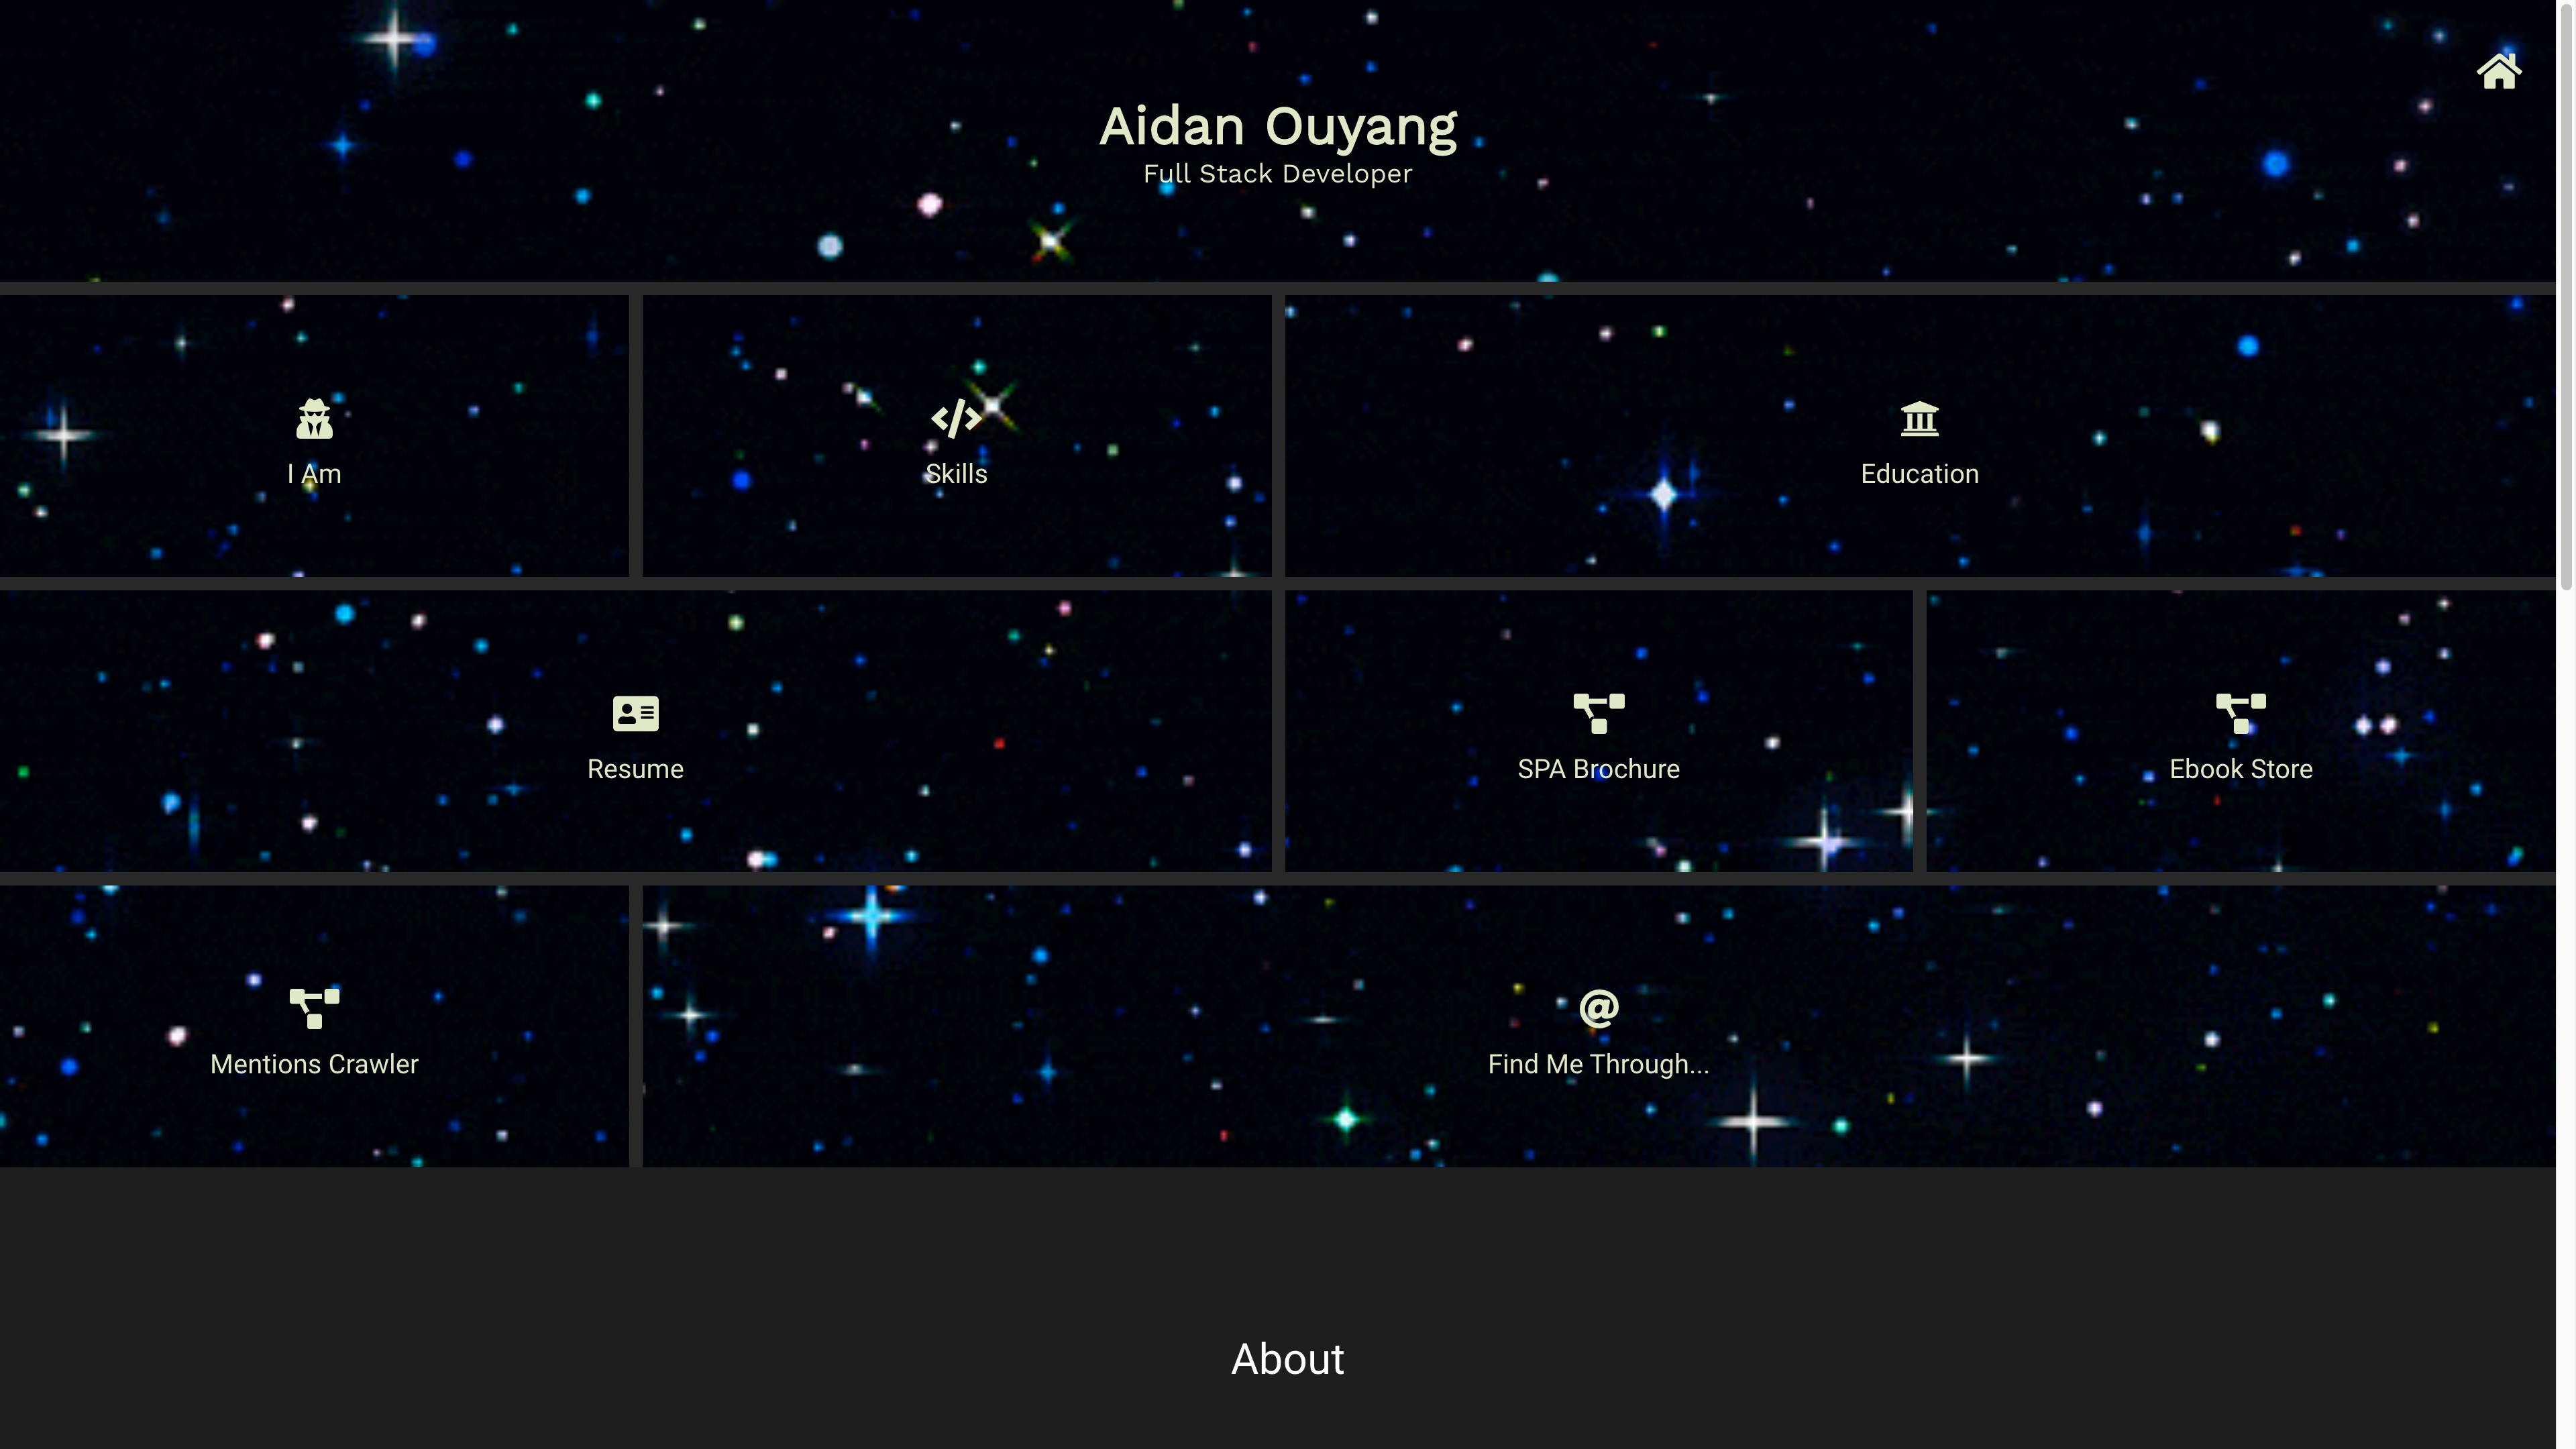 Aidan Ouyang
Full Stack Developer
I Am
Skills
Education
Resume
SPA Brochure
Ebook Store
Mentions Crawler
@
Find Me Through...
About